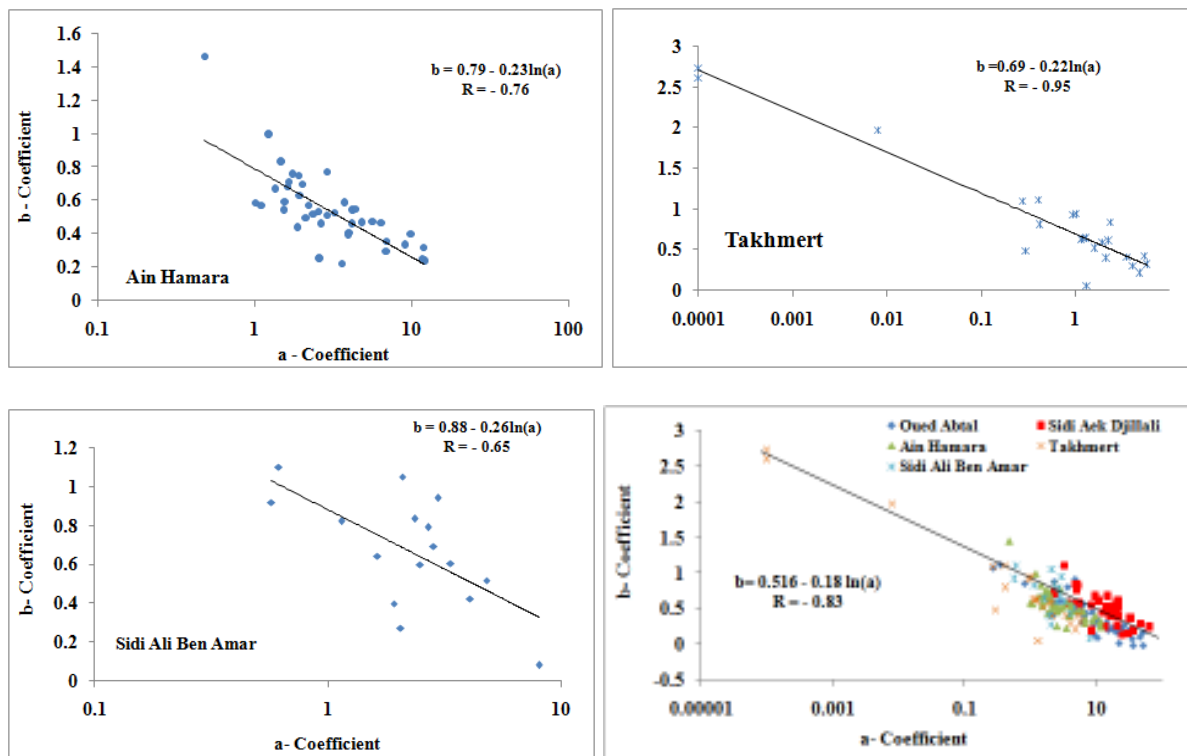 1.6
1.4
1.2
1
0.8
0.6
0.4
0.2
0
b - Coefficient
b = 0.79 - 0.23ln(a)
R = - 0.76
Ain Hamara
0.1 1 10 100
a - Coefficient
3
2.5
2
1.5
1
0.5
0
b =0.69 - 0.22ln(a)
R = - 0.95
Takhmert
0.0001 0.001 0.01 0.1 1
1.2
1
0.8
0.6
0.4
0.2
0
b- Coefficient
b = 0.88 - 0.26ln(a)
R = - 0.65
Sidi Ali Ben Amar
0.1 1 10
a- Coefficient
Oued Abtal Sidi Aek Djillali
Ain Hamara Takhmert
Sidi Ali Ben Amar
3
2.5
2
1.5
1
0.5
0
-0.5
b- Coefficient
b= 0.516 - 0.18 ln(a)
R = - 0.83
0.00001 0.001 0.1 10
a- Coefficient